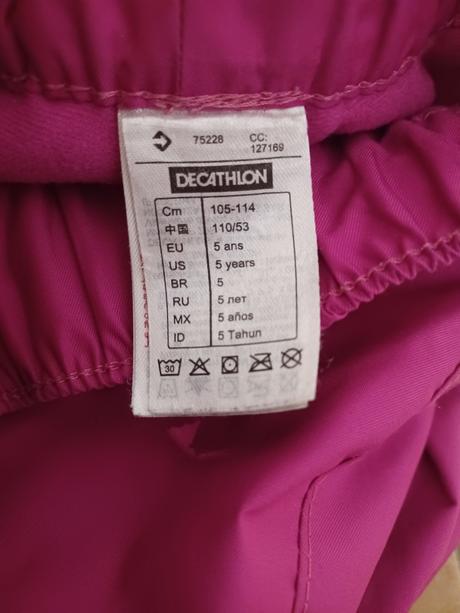 75228 CC:
127169
DECATHLON
Cm 105-114
中国 110/53
EU 5 ans
US 5 years
BR 5
RU 5 лет
MX 5 años
ID 5 Tahun
30